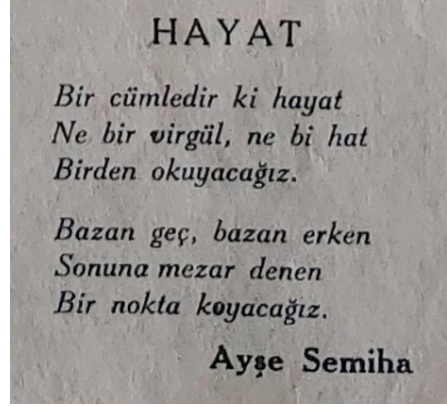 HAYAT
Bir cümledir ki hayat
Ne bir virgül, ne bi hat
Birden okuyacağız.
Bazan geç, bazan erken
Sonuna mezar denen
Bir nokta koyacağız.
Ayşe Semiha